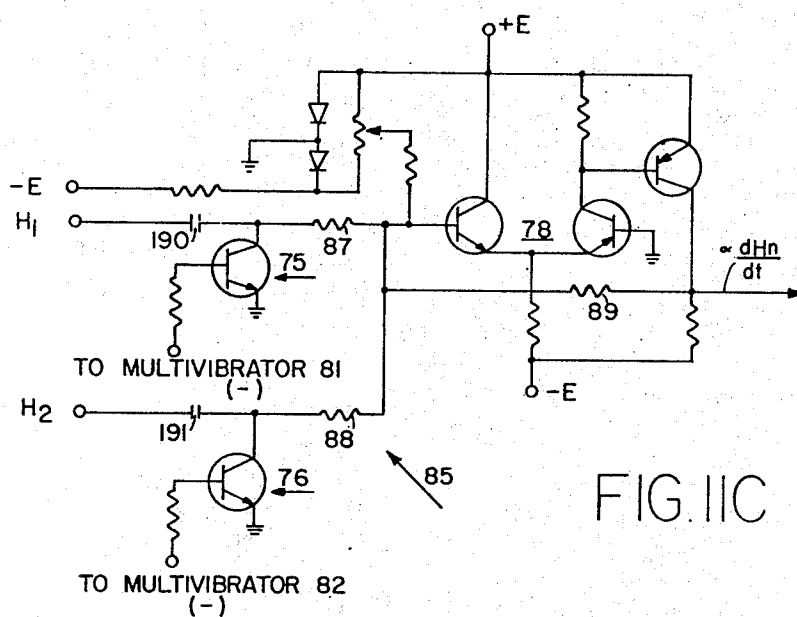 +E
-E
H1
190
87
78
∝ dHn
dt
75
89
TO MULTIVIBRATOR 81
(-)
-E
H2
191
88
85
76
FIG. 11C
TO MULTIVIBRATOR 82
(-)